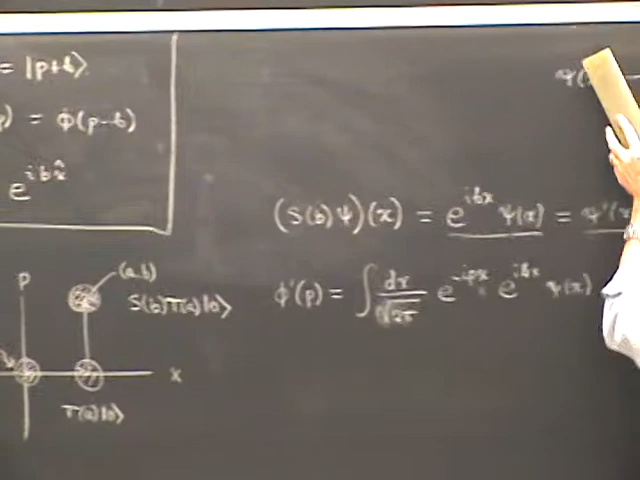 = |p+b⟩.
) = ϕ(p-b)
e^{ibx̂}
ψ(
(S(b)ψ)(x) = e^{ibx} ψ(x) = ψ'(x
ϕ'(p) = ∫ dx/√2π e^{-ipx} e^{ibx} ψ(x)
p
(a,b)
S(b)T(a)|0⟩
x
T(a)|0⟩